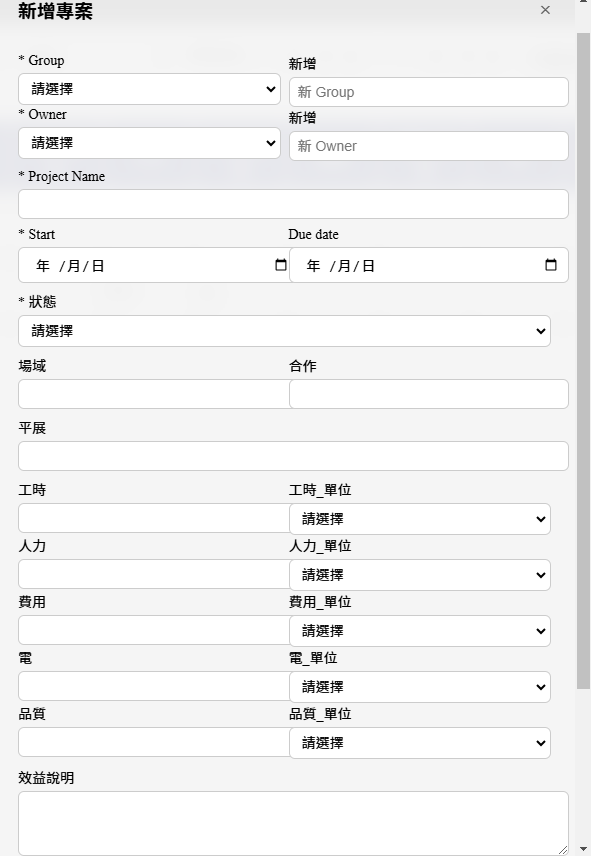 新增專案 ×
* Group 新增
請選擇 新 Group
* Owner 新增
請選擇 新 Owner
* Project Name
* Start Due date
年 /月/日 年 /月/日
* 狀態
請選擇
場域 合作
平展
工時 工時_單位
請選擇
人力 人力_單位
請選擇
費用 費用_單位
請選擇
電 電_單位
請選擇
品質 品質_單位
請選擇
效益說明